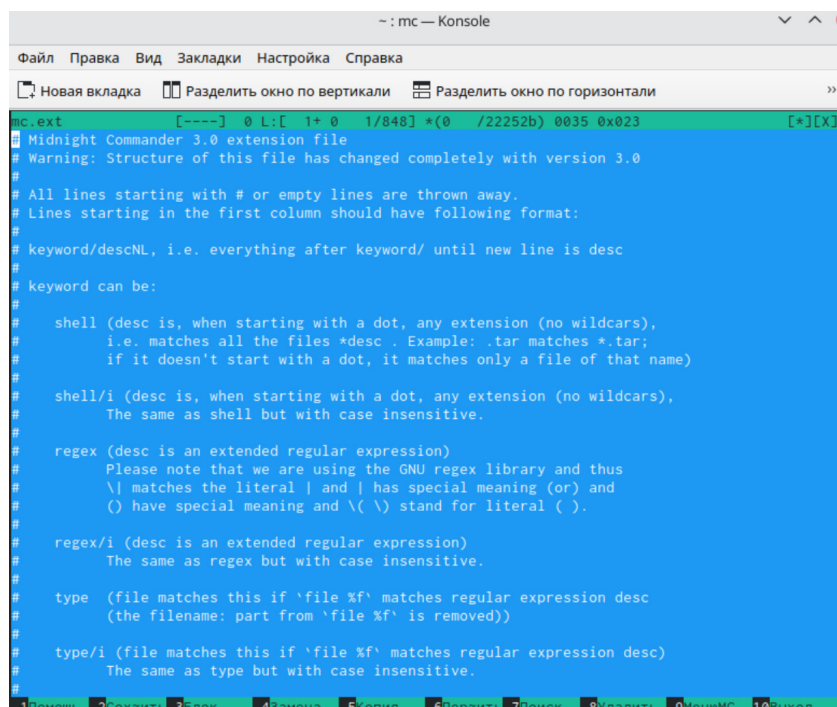 ~ : mc — Konsole
Файл Правка Вид Закладки Настройка Справка
Новая вкладка Разделить окно по вертикали Разделить окно по горизонтали »
mc.ext [----] 0 L:[ 1+ 0 1/848] *(0 /22252b) 0035 0x023 [*][X]
# Midnight Commander 3.0 extension file
# Warning: Structure of this file has changed completely with version 3.0
#
# All lines starting with # or empty lines are thrown away.
# Lines starting in the first column should have following format:
#
# keyword/descNL, i.e. everything after keyword/ until new line is desc
#
# keyword can be:
#
# shell (desc is, when starting with a dot, any extension (no wildcars),
# i.e. matches all the files *desc . Example: .tar matches *.tar;
# if it doesn't start with a dot, it matches only a file of that name)
#
# shell/i (desc is, when starting with a dot, any extension (no wildcars),
# The same as shell but with case insensitive.
#
# regex (desc is an extended regular expression)
# Please note that we are using the GNU regex library and thus
# \| matches the literal | and | has special meaning (or) and
# () have special meaning and \( \) stand for literal ( ).
#
# regex/i (desc is an extended regular expression)
# The same as regex but with case insensitive.
#
# type (file matches this if `file %f` matches regular expression desc
# (the filename: part from `file %f` is removed))
#
# type/i (file matches this if `file %f` matches regular expression desc)
# The same as type but with case insensitive.
#